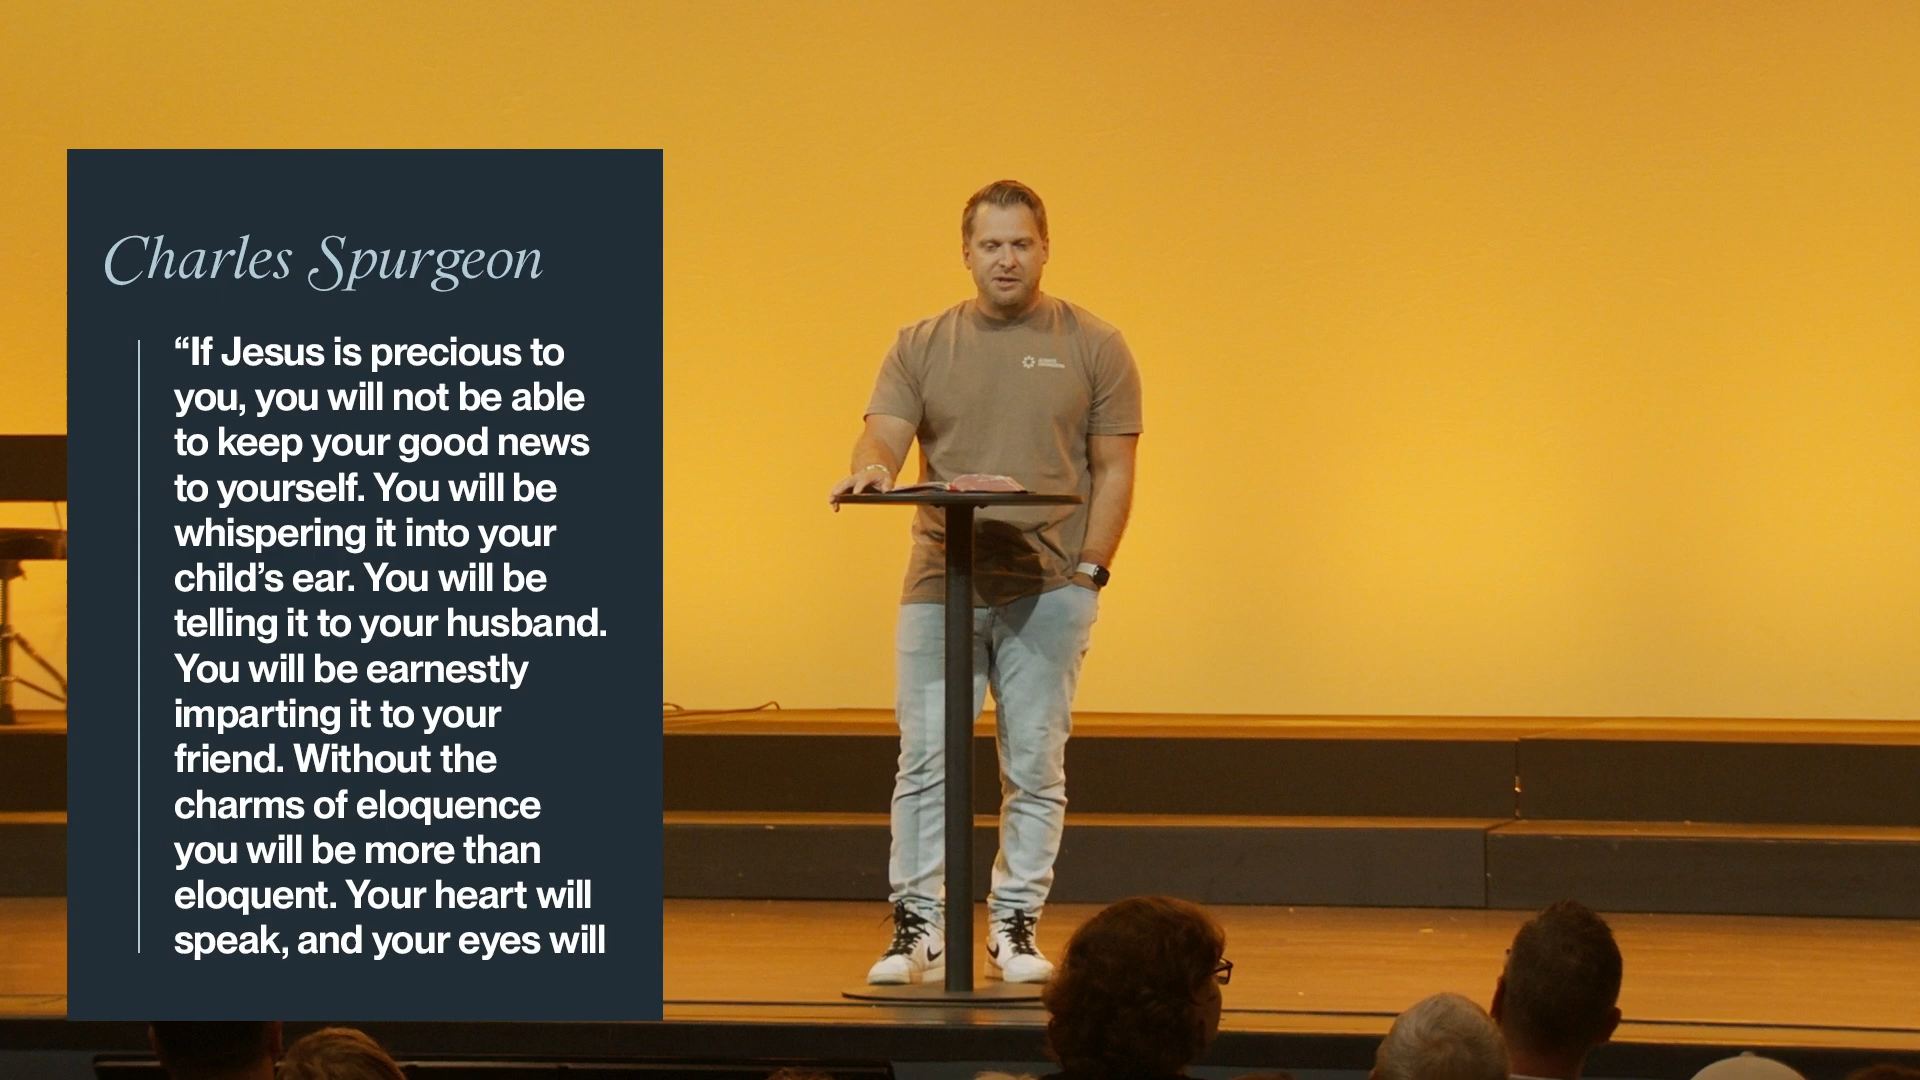 Charles Spurgeon
“If Jesus is precious to
you, you will not be able
to keep your good news
to yourself. You will be
whispering it into your
child’s ear. You will be
telling it to your husband.
You will be earnestly
imparting it to your
friend. Without the
charms of eloquence
you will be more than
eloquent. Your heart will
speak, and your eyes will